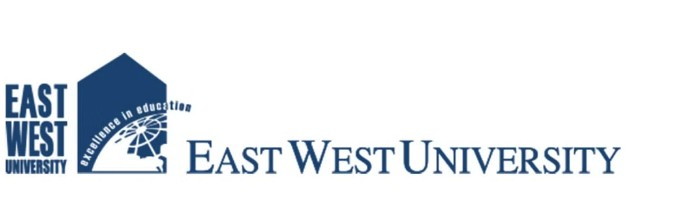 EAST
WEST
UNIVERSITY
excellence in education
EAST WEST UNIVERSITY